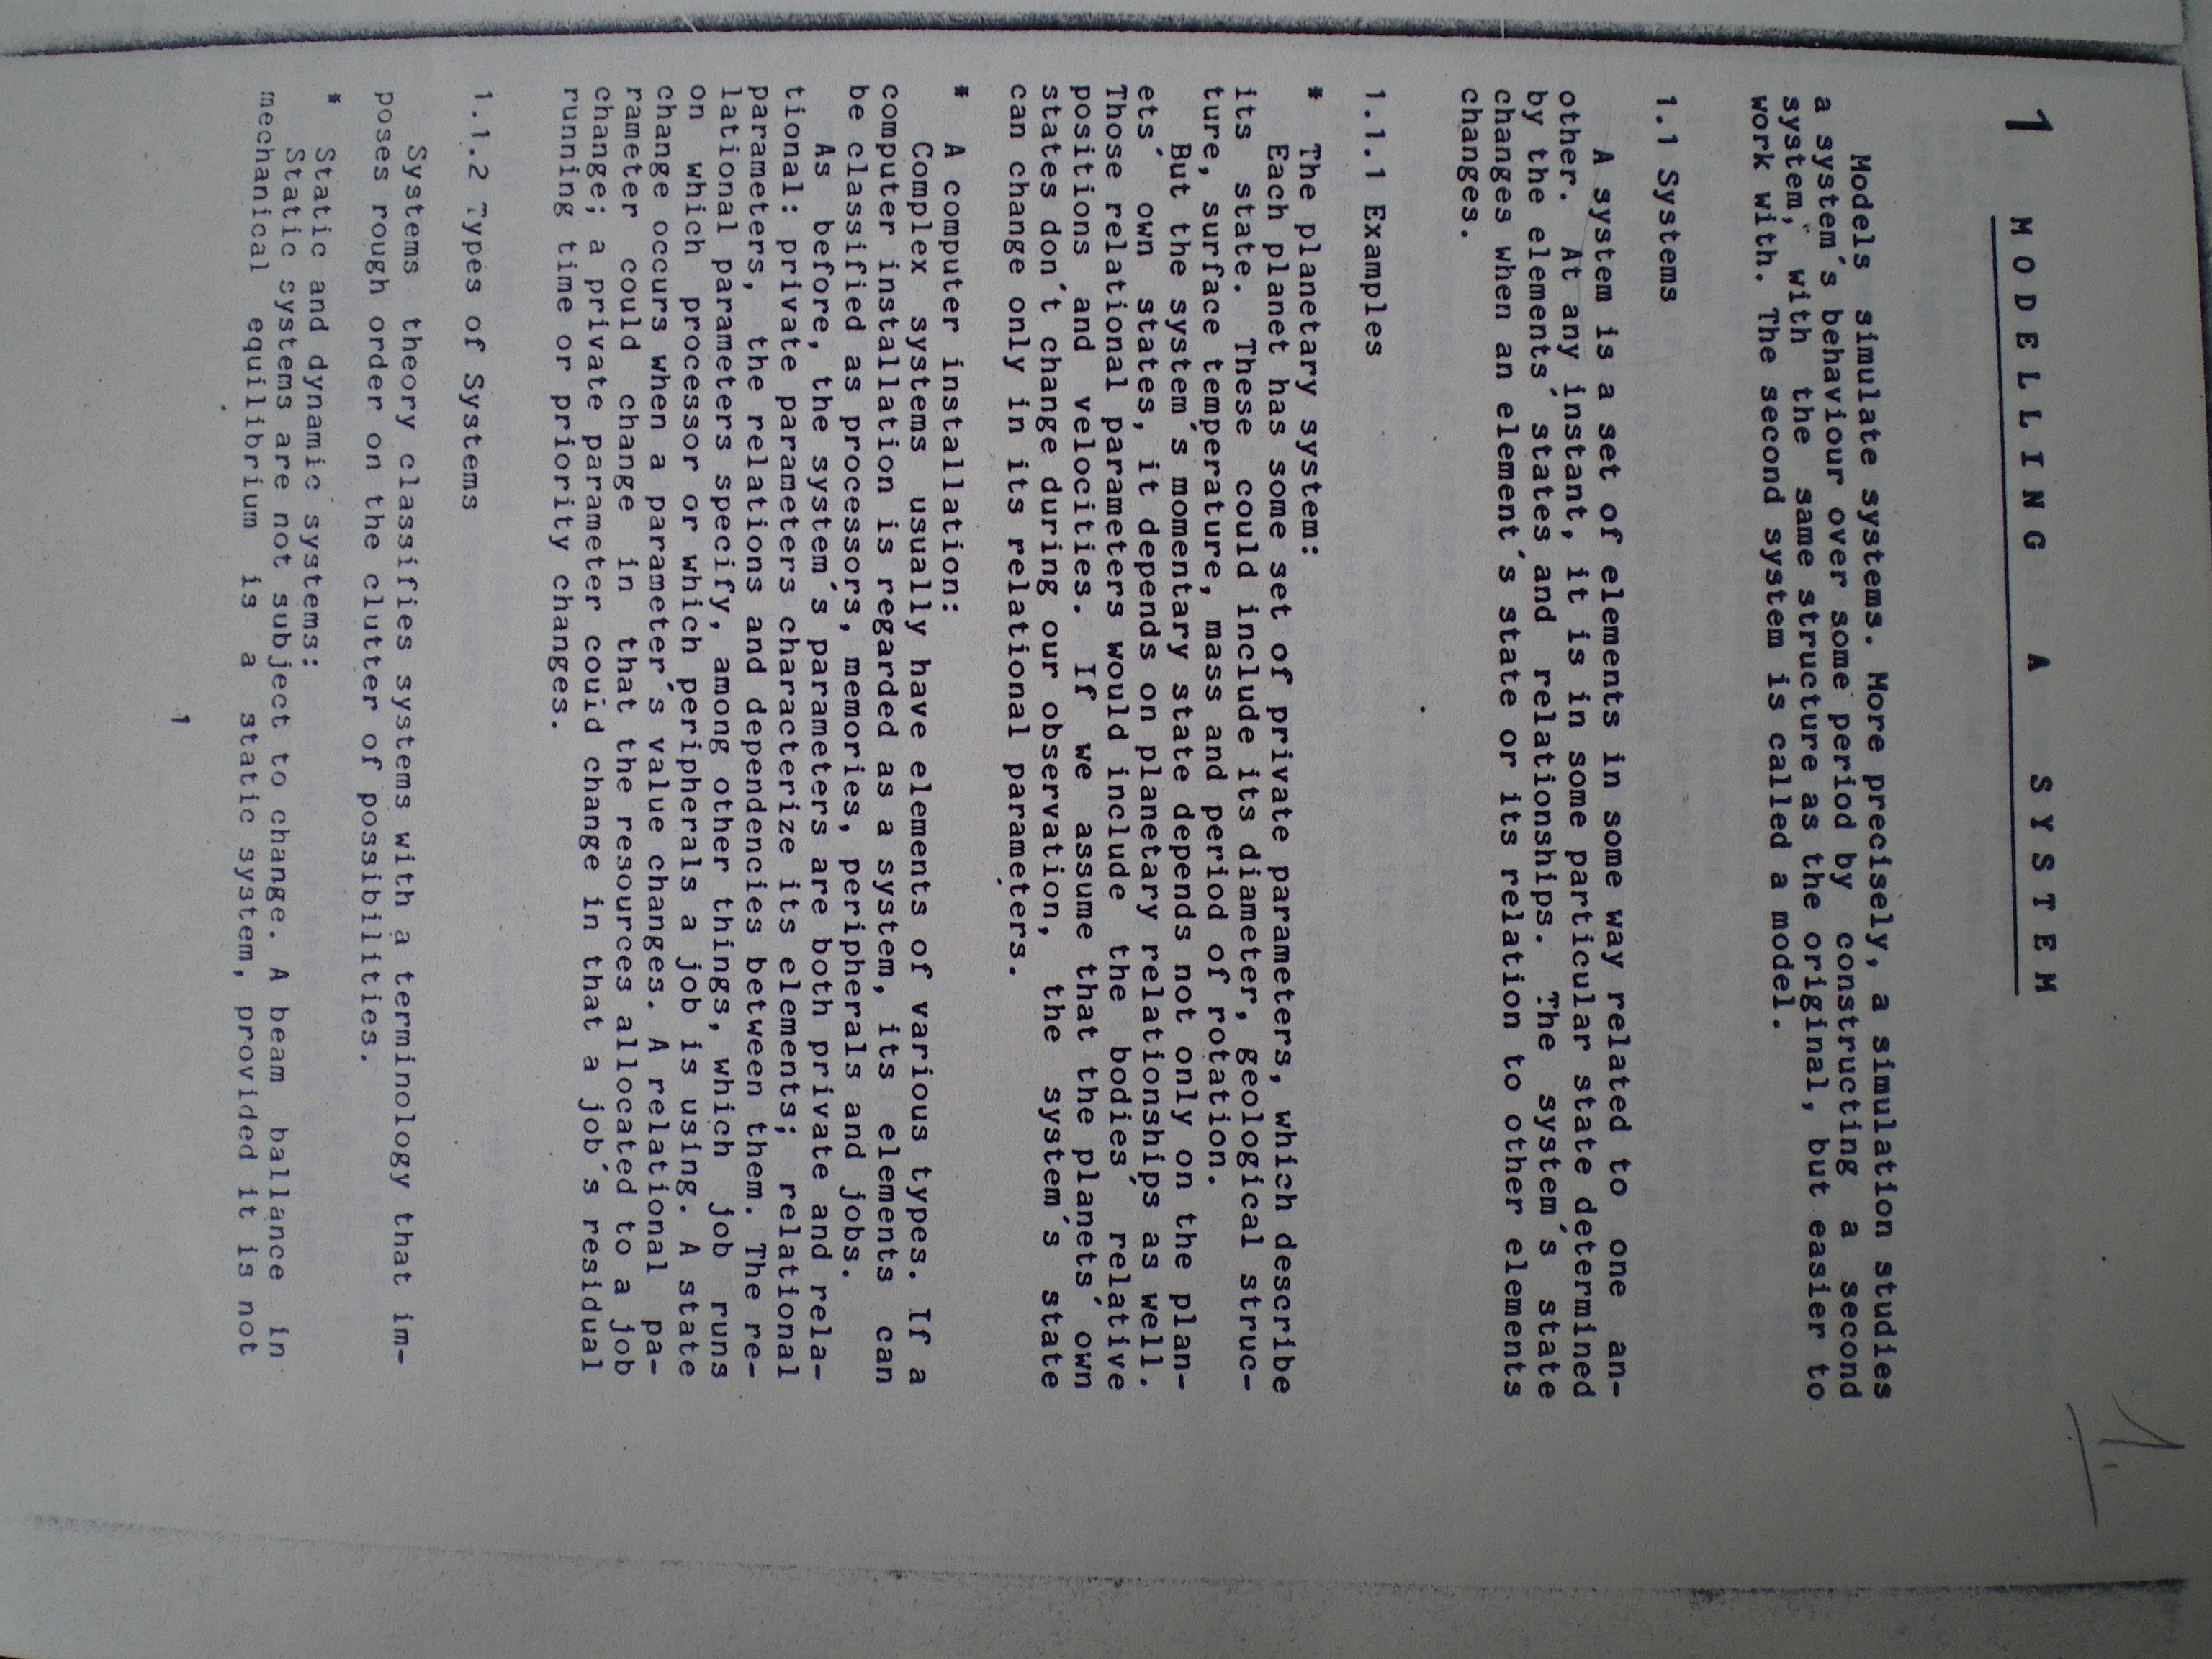 1.
1 MODELLING A SYSTEM
Models simulate systems. More precisely, a simulation studies
a system's behaviour over some period by constructing a second
system, with the same structure as the original, but easier to
work with. The second system is called a model.
1.1 Systems
A system is a set of elements in some way related to one an-
other. At any instant, it is in some particular state determined
by the elements' states and relationships. The system's state
changes when an element's state or its relation to other elements
changes.
1.1.1 Examples
* The planetary system:
Each planet has some set of private parameters, which describe
its state. These could include its diameter, geological struc-
ture, surface temperature, mass and period of rotation.
But the system's momentary state depends not only on the plan-
ets' own states, it depends on planetary relationships as well.
Those relational parameters would include the bodies' relative
positions and velocities. If we assume that the planets' own
states don't change during our observation, the system's state
can change only in its relational parameters.
* A computer installation:
Complex systems usually have elements of various types. If a
computer installation is regarded as a system, its elements can
be classified as processors, memories, peripherals and jobs.
As before, the system's parameters are both private and rela-
tional: private parameters characterize its elements; relational
parameters, the relations and dependencies between them. The re-
lational parameters specify, among other things, which job runs
on which processor or which peripherals a job is using. A state
change occurs when a parameter's value changes. A relational pa-
rameter could change in that the resources allocated to a job
change; a private parameter couid change in that a job's residual
running time or priority changes.
1.1.2 Types of Systems
Systems theory classifies systems with a terminology that im-
poses rough order on the clutter of possibilities.
* Static and dynamic systems:
Static systems are not subject to change. A beam ballance in
mechanical equilibrium is a static system, provided it is not
1